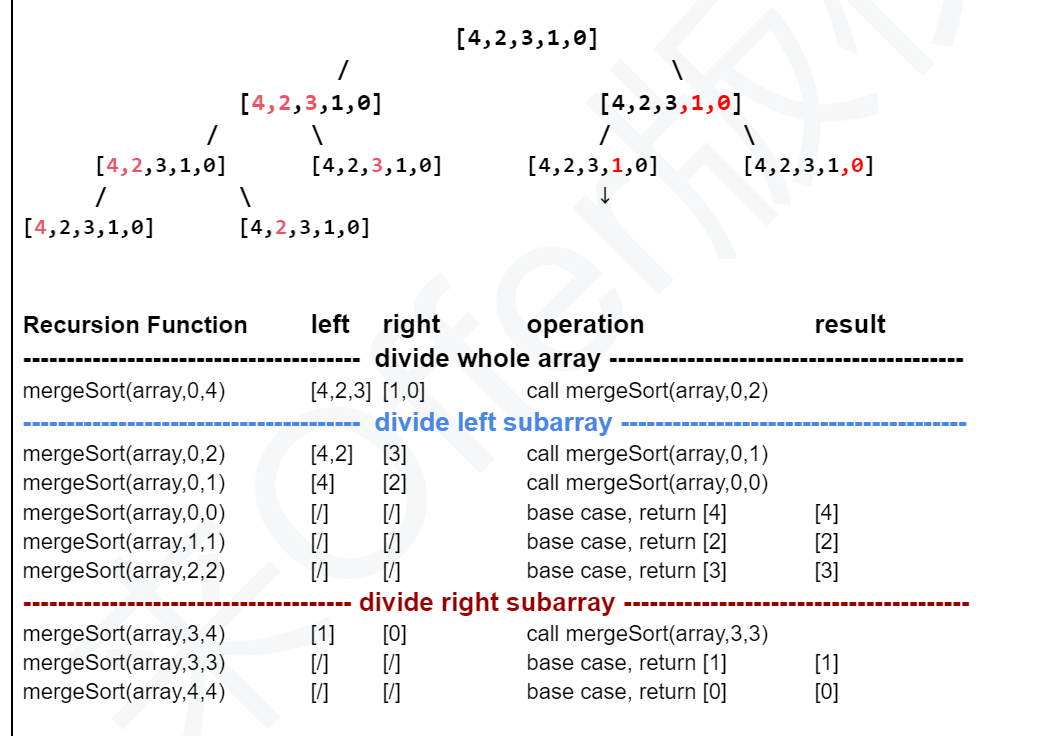 [4,2,3,1,0]
/ \
[4,2,3,1,0] [4,2,3,1,0]
/ \ / \
[4,2,3,1,0] [4,2,3,1,0] [4,2,3,1,0] [4,2,3,1,0]
/ \ ↓
[4,2,3,1,0] [4,2,3,1,0]
Recursion Function left right operation result
--------------------------------------- divide whole array -----------------------------------------
mergeSort(array,0,4) [4,2,3] [1,0] call mergeSort(array,0,2)
--------------------------------------- divide left subarray ----------------------------------------
mergeSort(array,0,2) [4,2] [3] call mergeSort(array,0,1)
mergeSort(array,0,1) [4] [2] call mergeSort(array,0,0)
mergeSort(array,0,0) [/] [/] base case, return [4] [4]
mergeSort(array,1,1) [/] [/] base case, return [2] [2]
mergeSort(array,2,2) [/] [/] base case, return [3] [3]
-------------------------------------- divide right subarray ----------------------------------------
mergeSort(array,3,4) [1] [0] call mergeSort(array,3,3)
mergeSort(array,3,3) [/] [/] base case, return [1] [1]
mergeSort(array,4,4) [/] [/] base case, return [0] [0]
来Offer版权